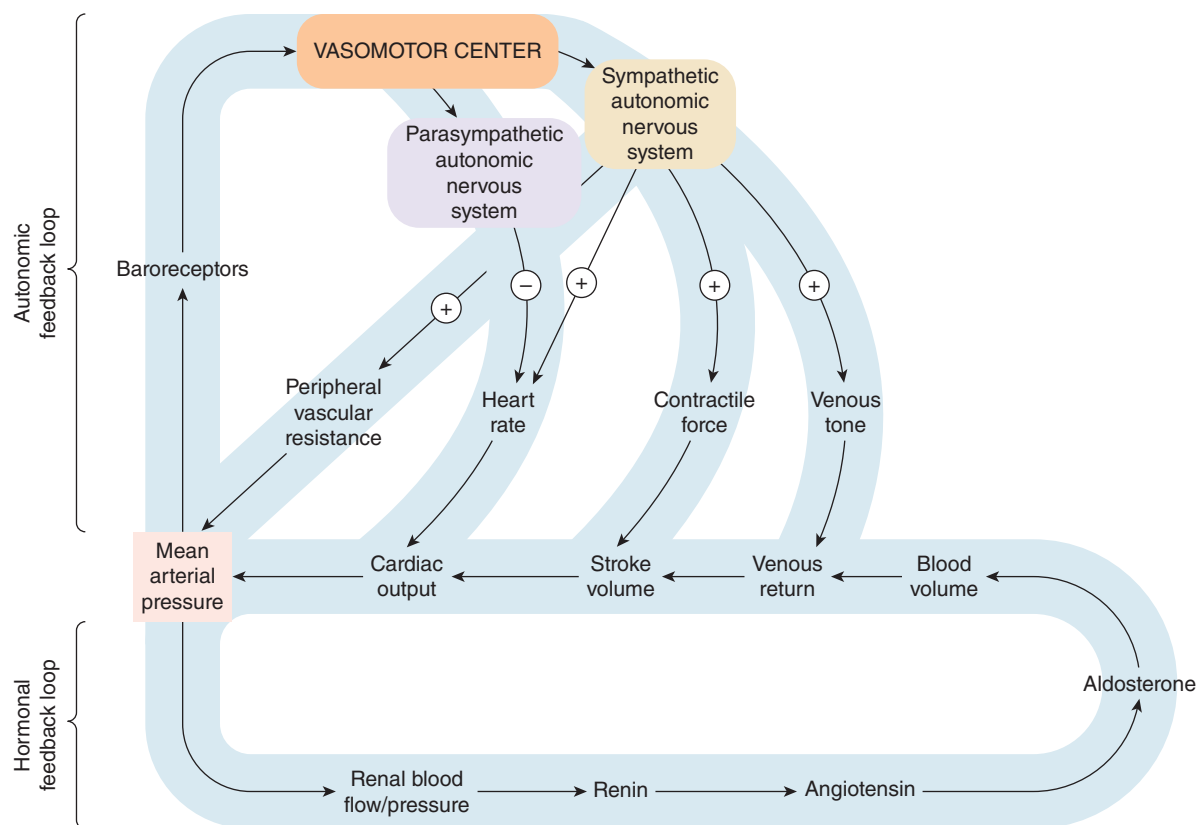 VASOMOTOR CENTER
Sympathetic
autonomic
nervous
system
Parasympathetic
autonomic
nervous
system
Autonomic
feedback loop
Baroreceptors
+
−
+
+
+
Peripheral
vascular
resistance
Heart
rate
Contractile
force
Venous
tone
Mean
arterial
pressure
Cardiac
output
Stroke
volume
Venous
return
Blood
volume
Hormonal
feedback loop
Aldosterone
Renal blood
flow/pressure
Renin
Angiotensin